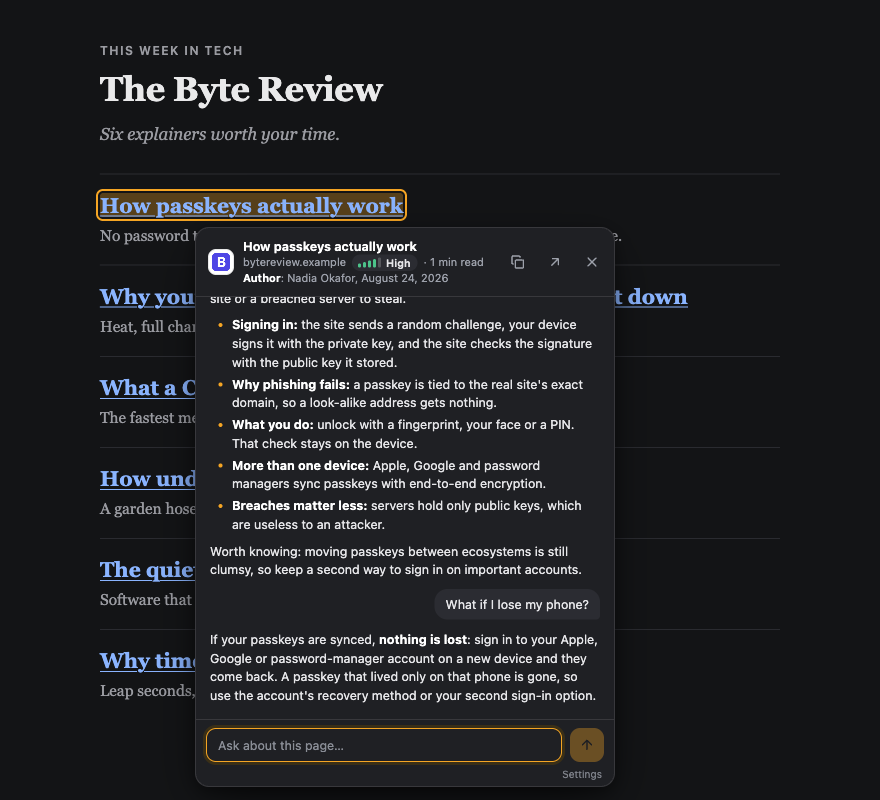 THIS WEEK IN TECH
The Byte Review
Six explainers worth your time.
How passkeys actually work
No password
e.
Why you
t down
Heat, full
What a
The fastest
How
A garden hose
The
Software that
Why
Leap seconds,
B
How passkeys actually work
bytereview.example High · 1 min read
Author: Nadia Okafor, August 24, 2026
site or a breached server to steal.
• Signing in: the site sends a random challenge, your device
signs it with the private key, and the site checks the signature
with the public key it stored.
• Why phishing fails: a passkey is tied to the real site's exact
domain, so a look-alike address gets nothing.
• What you do: unlock with a fingerprint, your face or a PIN.
That check stays on the device.
• More than one device: Apple, Google and password
managers sync passkeys with end-to-end encryption.
• Breaches matter less: servers hold only public keys, which
are useless to an attacker.
Worth knowing: moving passkeys between ecosystems is still
clumsy, so keep a second way to sign in on important accounts.
What if I lose my phone?
If your passkeys are synced, nothing is lost: sign in to your Apple,
Google or password-manager account on a new device and they
come back. A passkey that lived only on that phone is gone, so
use the account's recovery method or your second sign-in option.
Ask about this page...
Settings